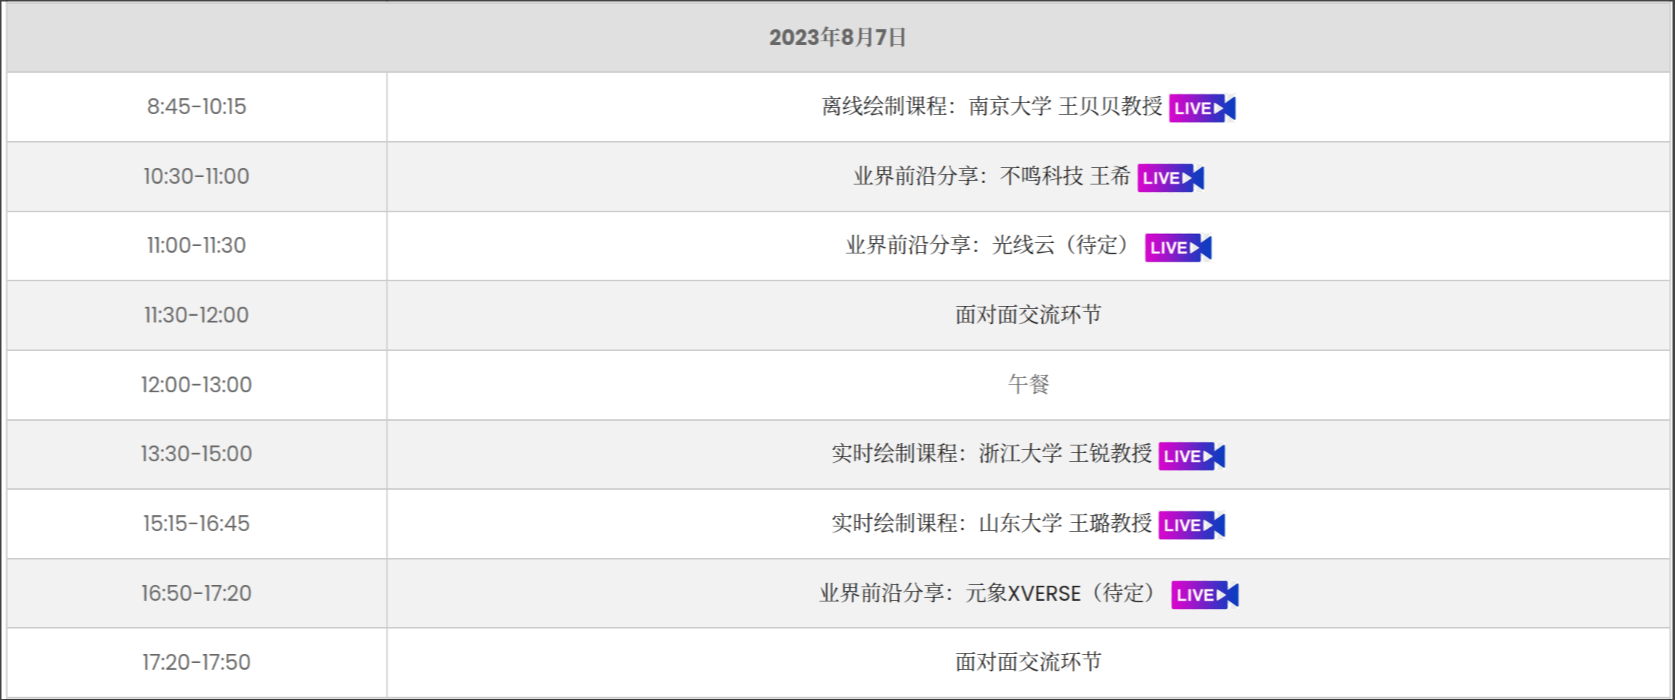 2023年8月7日
8:45-10:15 离线绘制课程：南京大学 王贝贝教授 LIVE
10:30-11:00 业界前沿分享：不鸣科技 王希 LIVE
11:00-11:30 业界前沿分享：光线云（待定） LIVE
11:30-12:00 面对面交流环节
12:00-13:00 午餐
13:30-15:00 实时绘制课程：浙江大学 王锐教授 LIVE
15:15-16:45 实时绘制课程：山东大学 王璐教授 LIVE
16:50-17:20 业界前沿分享：元象XVERSE（待定） LIVE
17:20-17:50 面对面交流环节